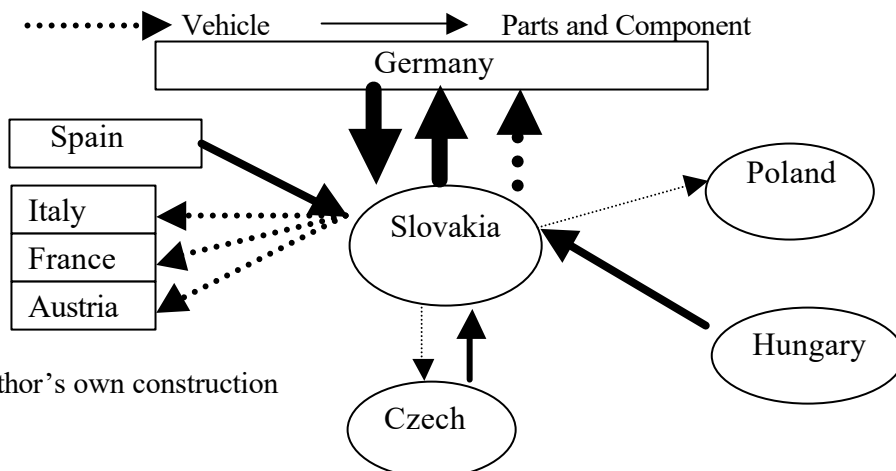 Vehicle Parts and Component
Germany
Spain
Poland
Italy
Slovakia
France
Austria
Hungary
thor’s own construction
Czech